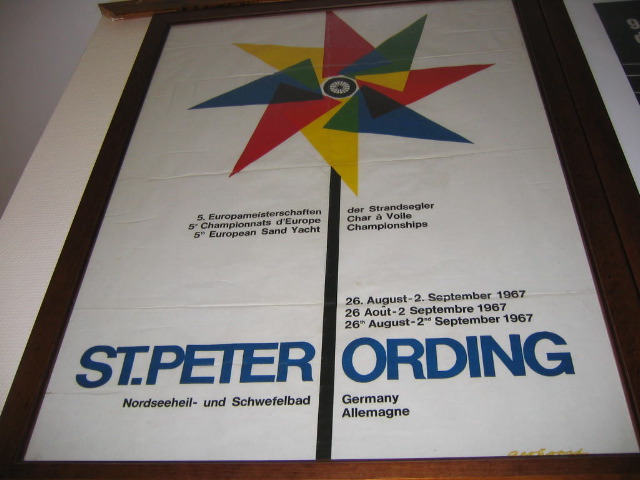 5. Europameisterschaften der Strandsegler
5e Championnats d'Europe Char à Voile
5th European Sand Yacht Championships
26. August-2. September 1967
26 Août-2 Septembre 1967
26th August-2nd September 1967
ST.PETER ORDING
Nordseeheil- und Schwefelbad
Germany
Allemagne